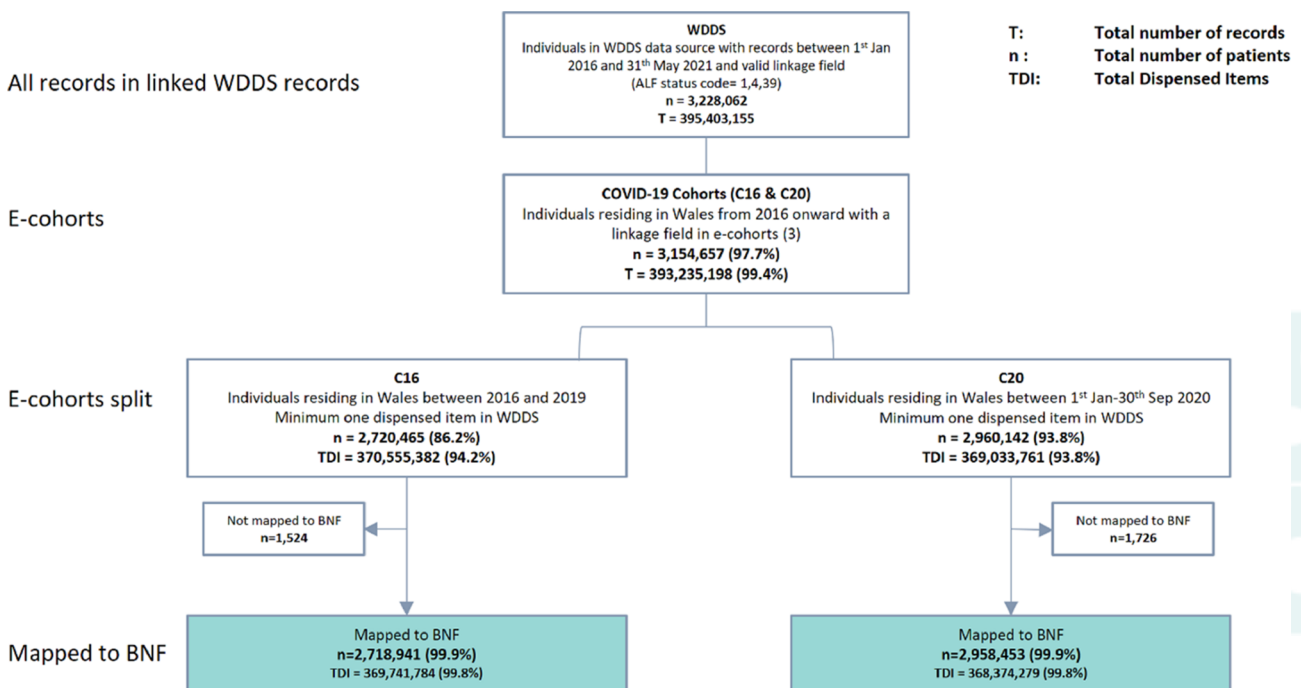 WDDS
Individuals in WDDS data source with records between 1st Jan
2016 and 31th May 2021 and valid linkage field
(ALF status code= 1,4,39)
n = 3,228,062
T = 395,403,155
T: Total number of records
n : Total number of patients
TDI: Total Dispensed Items
All records in linked WDDS records
E-cohorts
COVID-19 Cohorts (C16 & C20)
Individuals residing in Wales from 2016 onward with a
linkage field in e-cohorts (3)
n = 3,154,657 (97.7%)
T = 393,235,198 (99.4%)
E-cohorts split
C16
Individuals residing in Wales between 2016 and 2019
Minimum one dispensed item in WDDS
n = 2,720,465 (86.2%)
TDI = 370,555,382 (94.2%)
C20
Individuals residing in Wales between 1st Jan-30th Sep 2020
Minimum one dispensed item in WDDS
n = 2,960,142 (93.8%)
TDI = 369,033,761 (93.8%)
Not mapped to BNF
n=1,524
Not mapped to BNF
n=1,726
Mapped to BNF
Mapped to BNF
n=2,718,941 (99.9%)
TDI = 369,741,784 (99.8%)
Mapped to BNF
n=2,958,453 (99.9%)
TDI = 368,374,279 (99.8%)